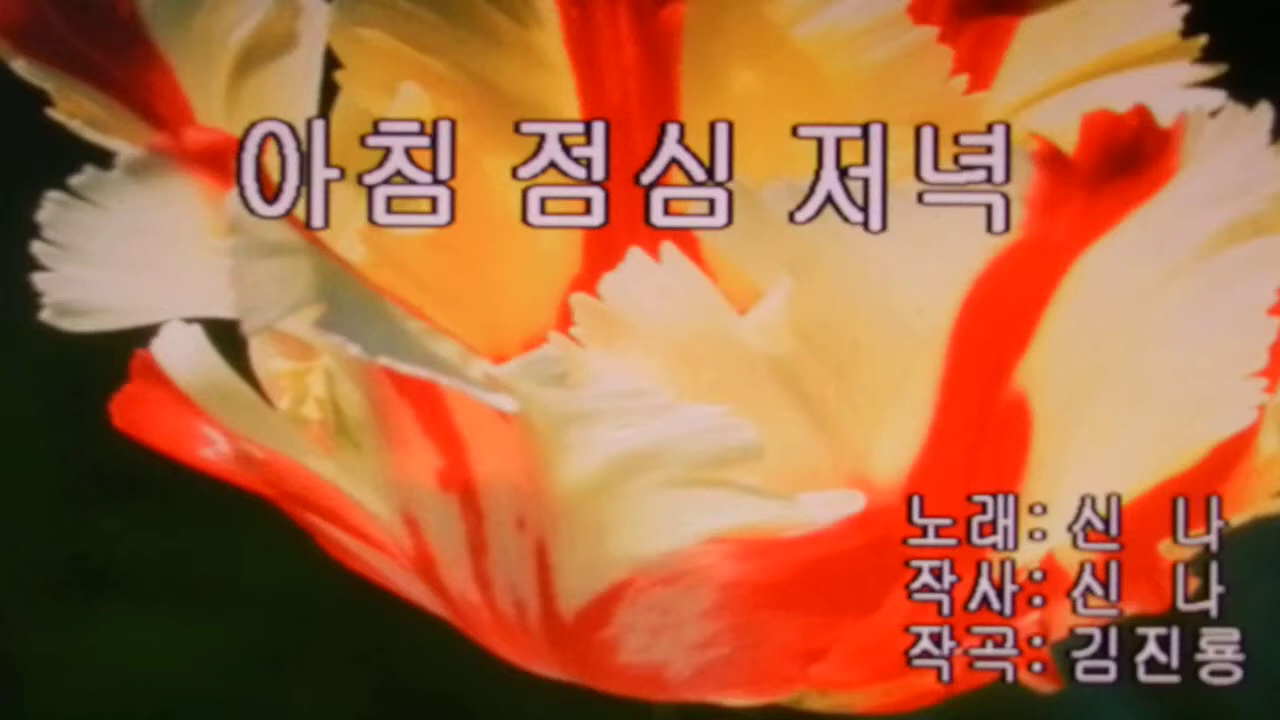 아침 점심 저녁
노래: 신 나
작사: 신 나
작곡: 김진룡